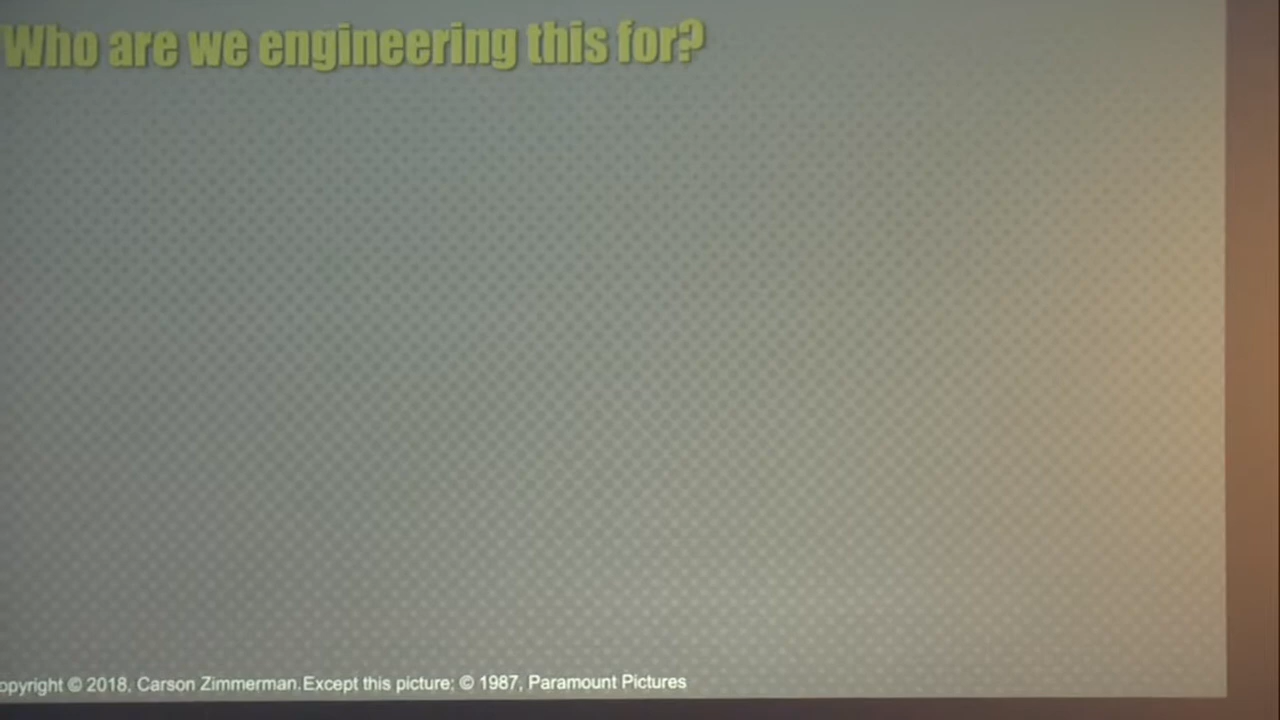 Who are we engineering this for?
opyright © 2018, Carson Zimmerman. Except this picture: © 1987, Paramount Pictures